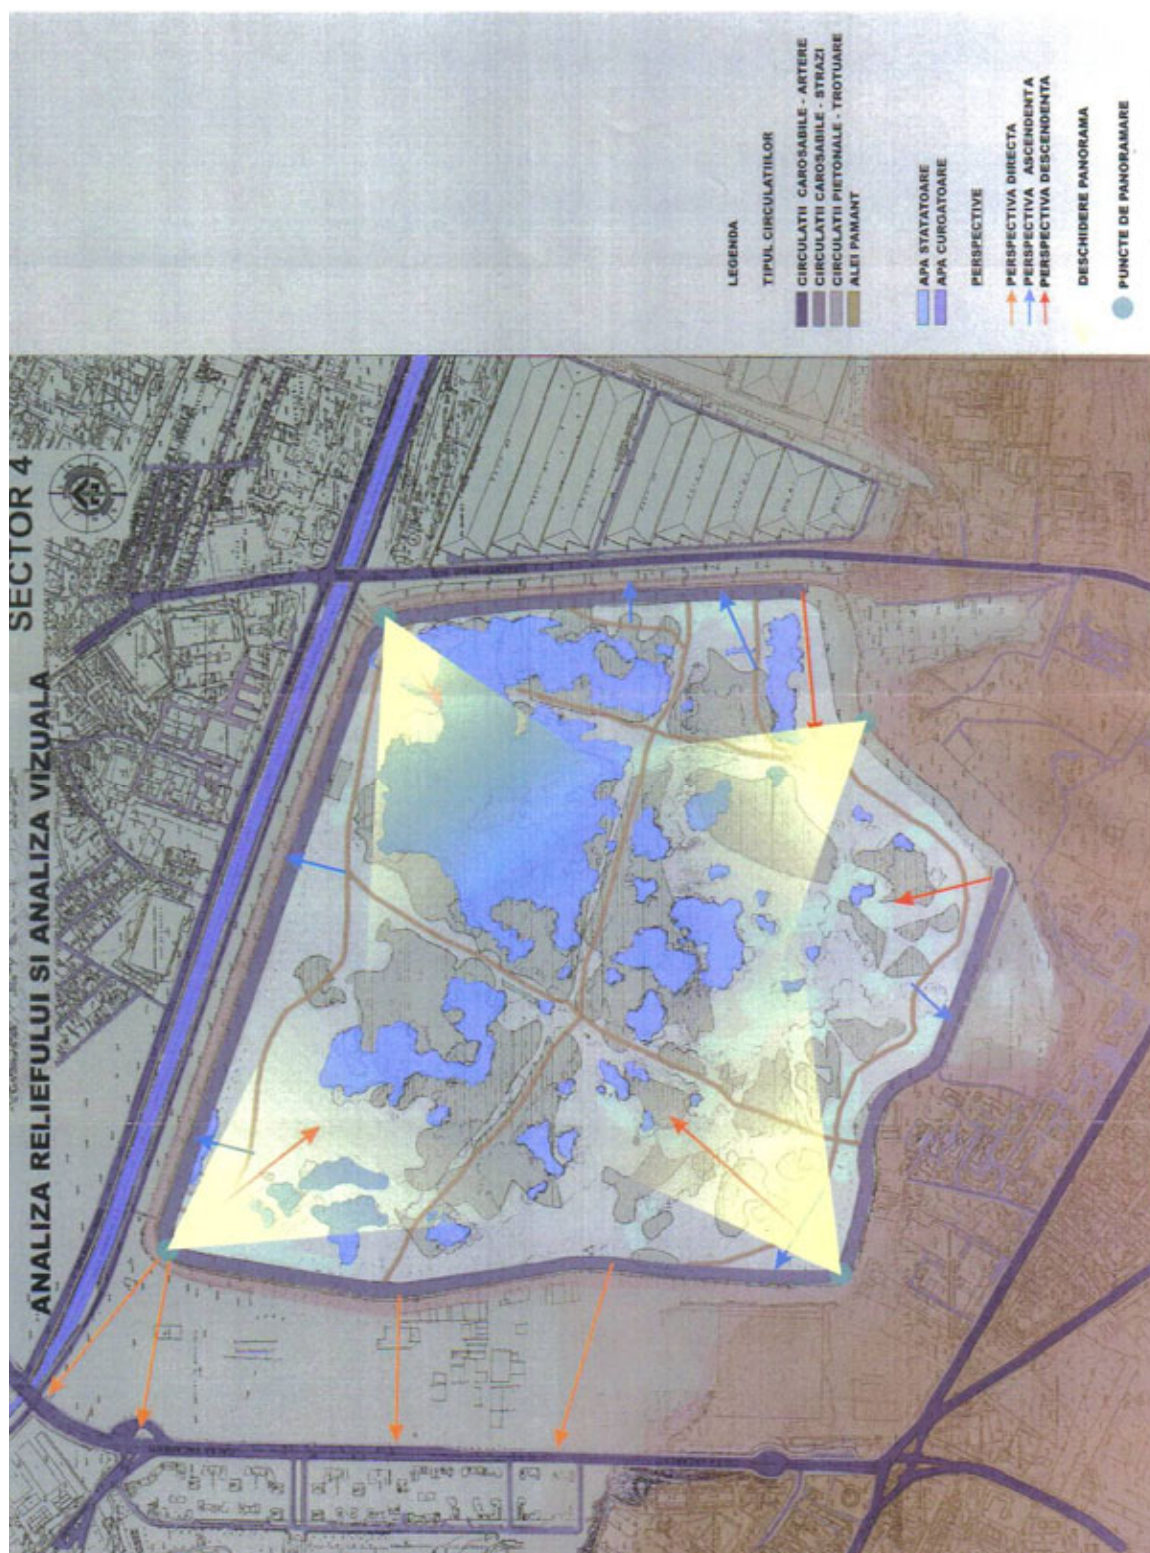 ANALIZA RELIEFULUI SI ANALIZA VIZUALA
SECTOR 4
LEGENDA
TIPUL CIRCULATIILOR
CIRCULATII CAROSABILE - ARTERE
CIRCULATII CAROSABILE - STRAZI
CIRCULATII PIETONALE - TROTUARE
ALEI PAMANT
APA STATATOARE
APA CURGATOARE
PERSPECTIVE
PERSPECTIVA DIRECTA
PERSPECTIVA ASCENDENTA
PERSPECTIVA DESCENDENTA
DESCHIDERE PANORAMA
PUNCTE DE PANORAMARE